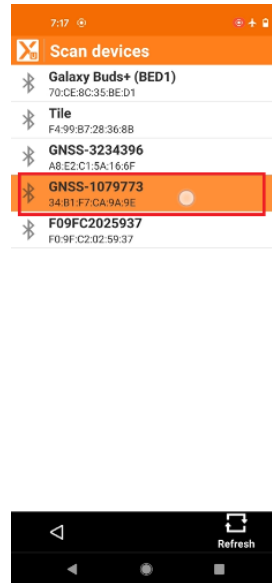 7:17
Scan devices
Galaxy Buds+ (BED1)
70:CE:8C:35:BE:D1
Tile
F4:99:B7:28:36:8B
GNSS-3234396
A8:E2:C1:5A:16:6F
GNSS-1079773
34:B1:F7:CA:9A:9E
F09FC2025937
F0:9F:C2:02:59:37
Refresh